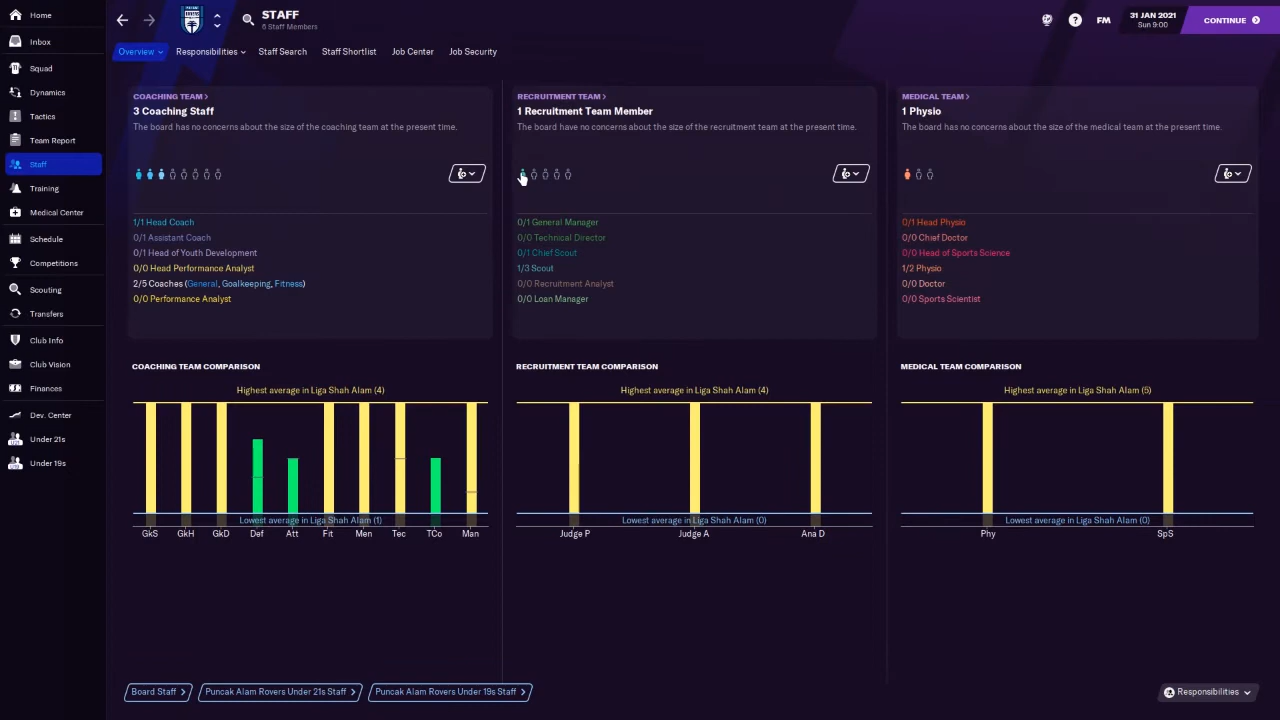 Home
Inbox
Squad
Dynamics
Tactics
Team Report
Staff
Training
Medical Center
Schedule
Competitions
Scouting
Transfers
Club Info
Club Vision
Finances
Dev. Center
Under 21s
Under 19s
STAFF
6 Staff Members
?
FM
31 JAN 2021
Sun 9:00
CONTINUE
Overview
Responsibilities
Staff Search
Staff Shortlist
Job Center
Job Security
COACHING TEAM >
3 Coaching Staff
The board has no concerns about the size of the coaching team at the present time.
1/1 Head Coach
0/1 Assistant Coach
0/1 Head of Youth Development
0/0 Head Performance Analyst
2/5 Coaches (General, Goalkeeping, Fitness)
0/0 Performance Analyst
RECRUITMENT TEAM >
1 Recruitment Team Member
The board have no concerns about the size of the recruitment team at the present time.
0/1 General Manager
0/0 Technical Director
0/1 Chief Scout
1/3 Scout
0/0 Recruitment Analyst
0/0 Loan Manager
MEDICAL TEAM >
1 Physio
The board has no concerns about the size of the medical team at the present time.
0/1 Head Physio
0/0 Chief Doctor
0/0 Head of Sports Science
1/2 Physio
0/0 Doctor
0/0 Sports Scientist
COACHING TEAM COMPARISON
Highest average in Liga Shah Alam (4)
Lowest average in Liga Shah Alam (1)
GkS GkH GkD Def Att Fit Men Tec TCo Man
RECRUITMENT TEAM COMPARISON
Highest average in Liga Shah Alam (4)
Lowest average in Liga Shah Alam (0)
Judge P Judge A Ana D
MEDICAL TEAM COMPARISON
Highest average in Liga Shah Alam (5)
Lowest average in Liga Shah Alam (0)
Phy SpS
Board Staff >
Puncak Alam Rovers Under 21s Staff >
Puncak Alam Rovers Under 19s Staff >
Responsibilities